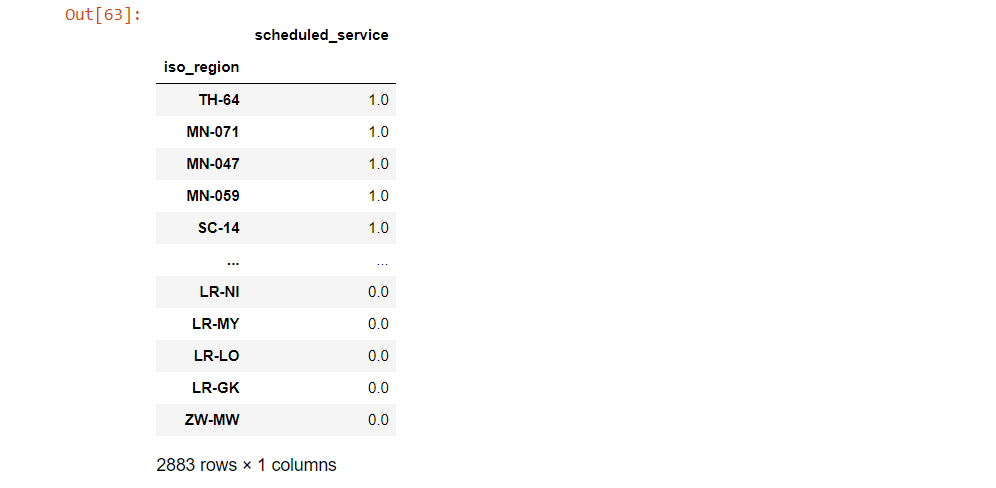 Out[63]:
scheduled_service
iso_region
TH-64 1.0
MN-071 1.0
MN-047 1.0
MN-059 1.0
SC-14 1.0
... ...
LR-NI 0.0
LR-MY 0.0
LR-LO 0.0
LR-GK 0.0
ZW-MW 0.0
2883 rows × 1 columns